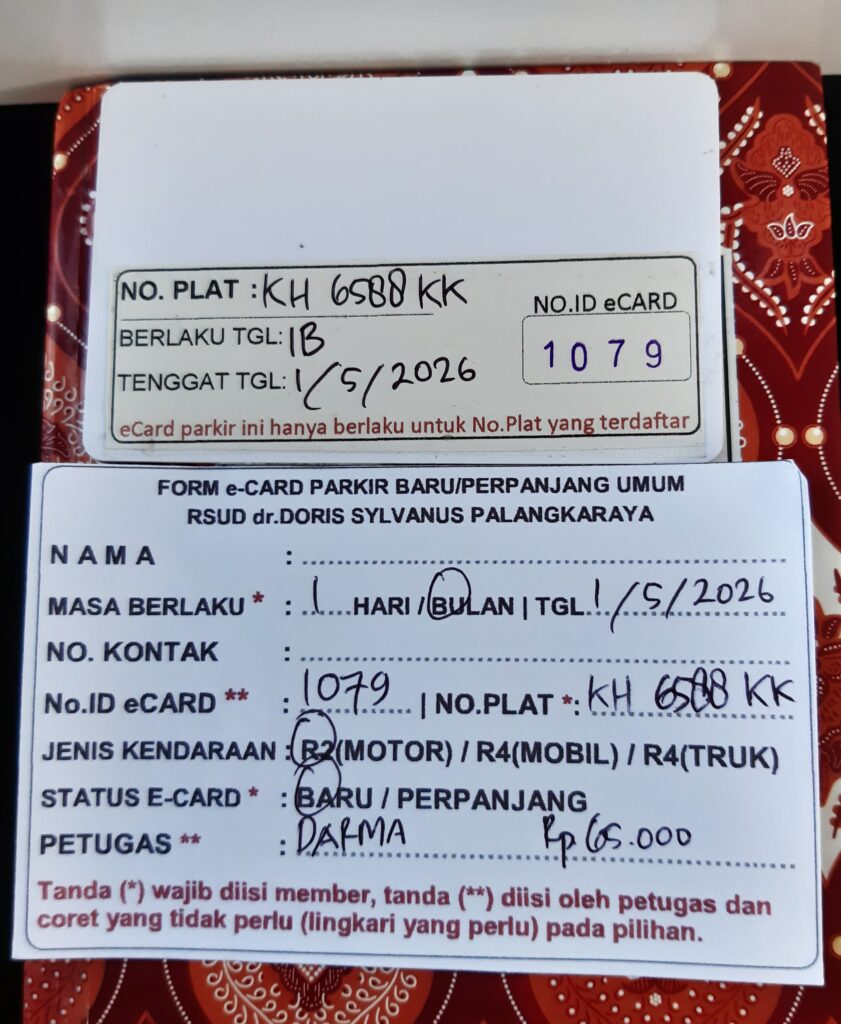 NO. PLAT : KH 6588 KK
NO.ID eCARD
BERLAKU TGL: 1B
1079
TENGGAT TGL: 1/5/2026
eCard parkir ini hanya berlaku untuk No.Plat yang terdaftar
FORM e-CARD PARKIR BARU/PERPANJANG UMUM
RSUD dr.DORIS SYLVANUS PALANGKARAYA
NAMA : ........................
MASA BERLAKU * : 1 HARI / BULAN | TGL 1/5/2026
NO. KONTAK : ........................
No.ID eCARD ** : 1079 | NO.PLAT *: KH 6588 KK
JENIS KENDARAAN : R2(MOTOR) / R4(MOBIL) / R4(TRUK)
STATUS E-CARD * : BARU / PERPANJANG
PETUGAS ** : DARMA Rp. 65.000
Tanda (*) wajib diisi member, tanda (**) diisi oleh petugas dan
coret yang tidak perlu (lingkari yang perlu) pada pilihan.